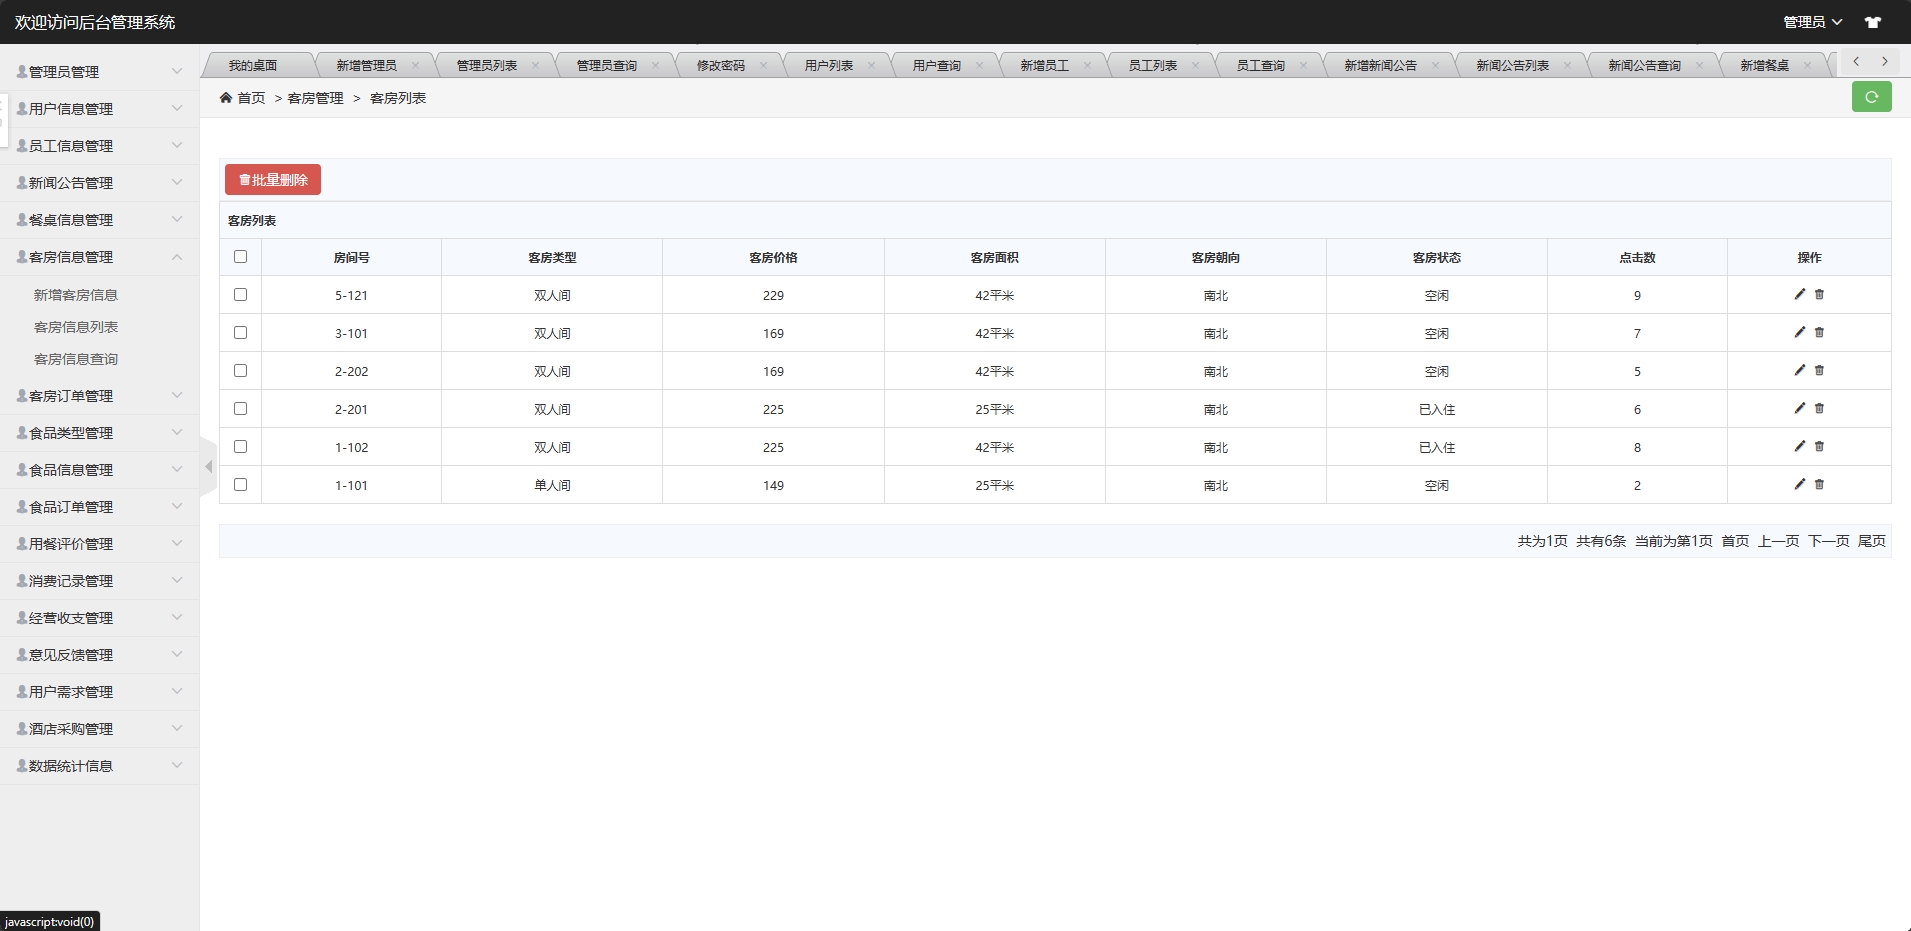 欢迎访问后台管理系统
管理员
管理员管理
用户信息管理
员工信息管理
新闻公告管理
餐桌信息管理
客房信息管理
新增客房信息
客房信息列表
客房信息查询
客房订单管理
食品类型管理
食品信息管理
食品订单管理
用餐评价管理
消费记录管理
经营收支管理
意见反馈管理
用户需求管理
酒店采购管理
数据统计信息
我的桌面 新增管理员 管理员列表 管理员查询 修改密码 用户列表 用户查询 新增员工 员工列表 员工查询 新增新闻公告 新闻公告列表 新闻公告查询 新增餐桌
首页 > 客房管理 > 客房列表
批量删除
客房列表
房间号 客房类型 客房价格 客房面积 客房朝向 客房状态 点击数 操作
5-121 双人间 229 42平米 南北 空闲 9
3-101 双人间 169 42平米 南北 空闲 7
2-202 双人间 169 42平米 南北 空闲 5
2-201 双人间 225 25平米 南北 已入住 6
1-102 双人间 225 42平米 南北 已入住 8
1-101 单人间 149 25平米 南北 空闲 2
共为1页 共有6条 当前为第1页 首页 上一页 下一页 尾页
javascript:void(0)